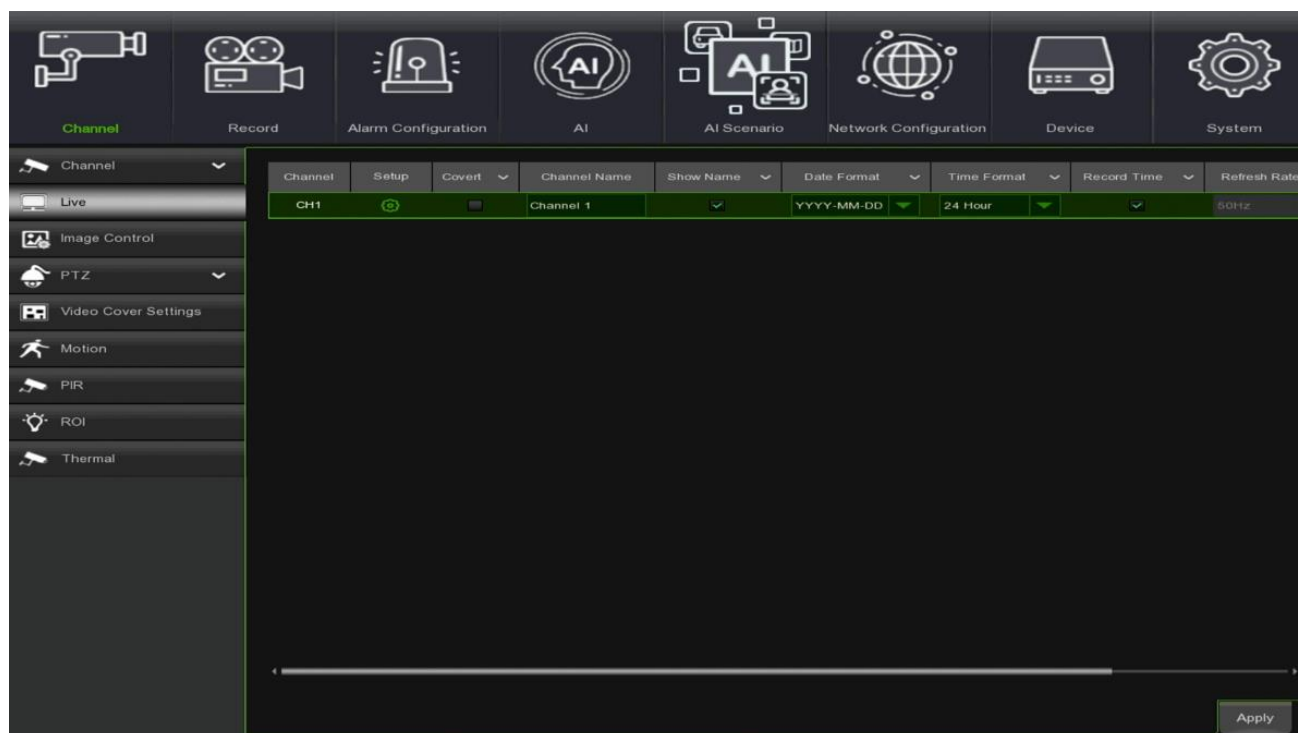 AI
AI
Channel Record Alarm Configuration AI AI Scenario Network Configuration Device System
Channel
Live
Image Control
PTZ
Video Cover Settings
Motion
PIR
ROI
Thermal
Channel Setup Covert Channel Name Show Name Date Format Time Format Record Time Refresh Rate
CH1 Channel 1 YYYY-MM-DD 24 Hour 50Hz
Apply